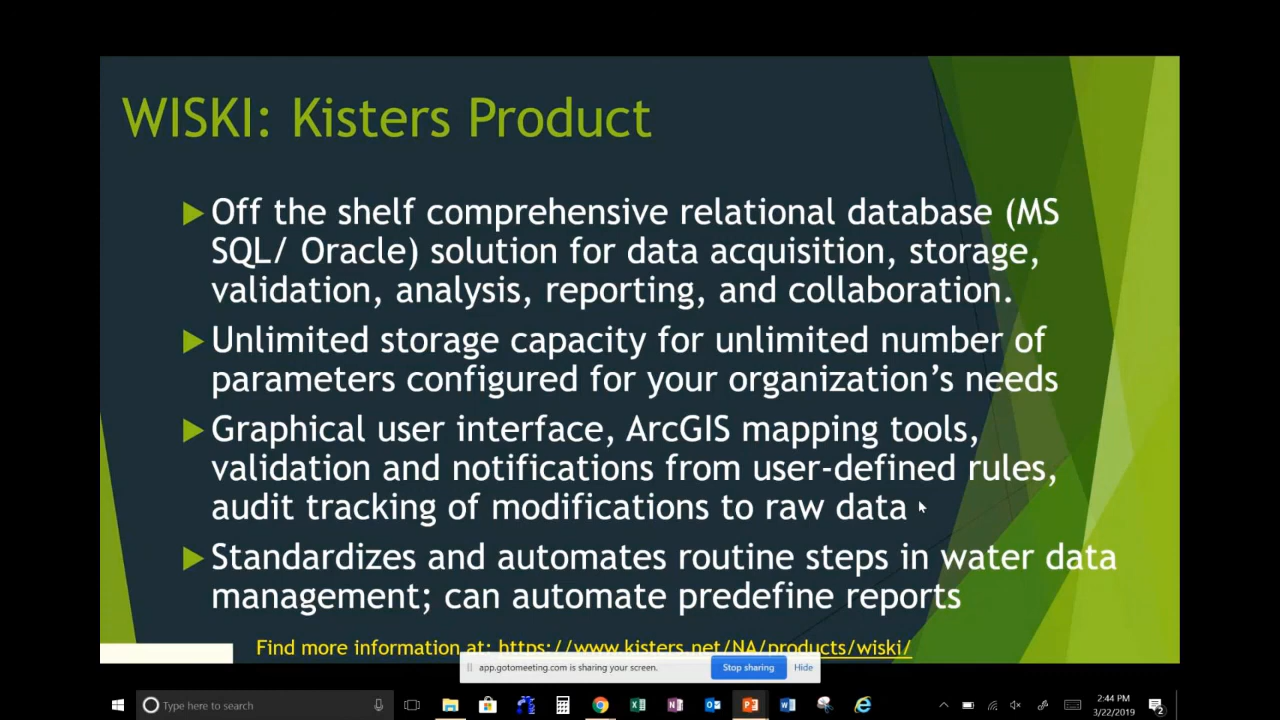 WISKI: Kisters Product
Off the shelf comprehensive relational database (MS
SQL/ Oracle) solution for data acquisition, storage,
validation, analysis, reporting, and collaboration.
Unlimited storage capacity for unlimited number of
parameters configured for your organization's needs
Graphical user interface, ArcGIS mapping tools,
validation and notifications from user-defined rules,
audit tracking of modifications to raw data
Standardizes and automates routine steps in water data
management; can automate predefine reports
Find more information at: https://www.kisters.net/NA/products/wiski/
app.gotomeeting.com is sharing your screen. Stop sharing Hide
Type here to search
2:44 PM
3/22/2019
2